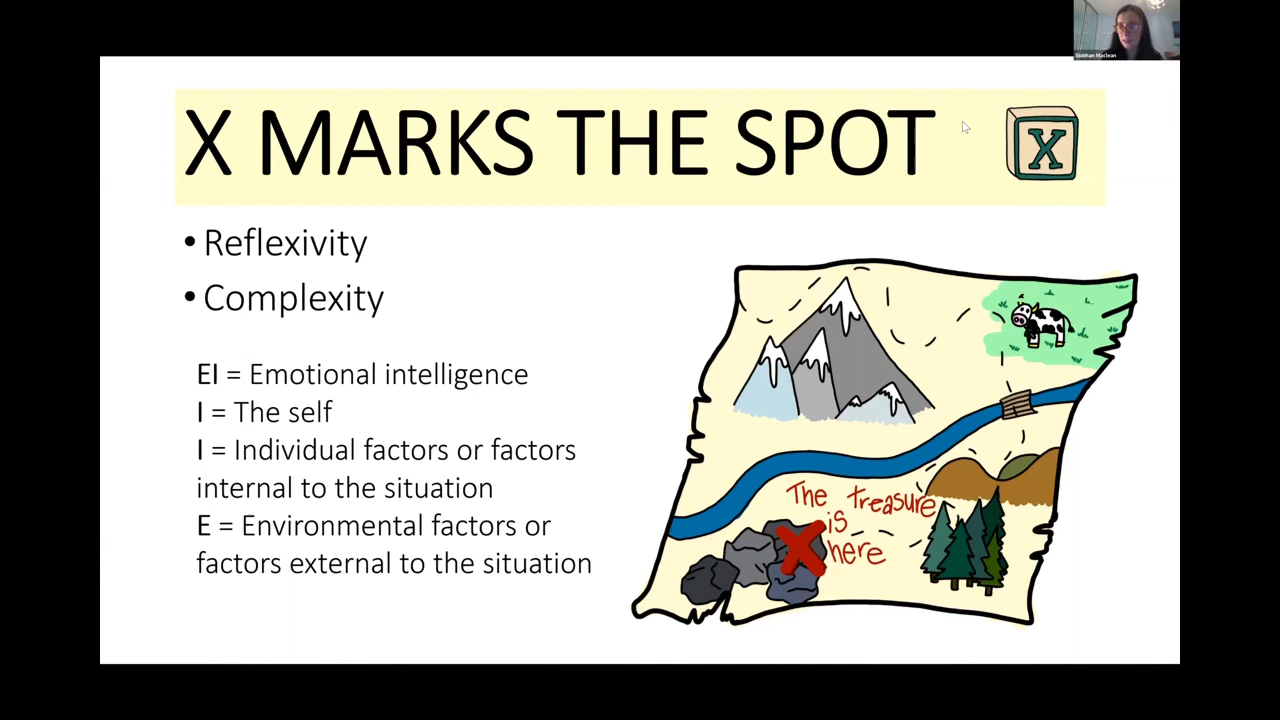 Siobhan Maclean
X MARKS THE SPOT
X
• Reflexivity
• Complexity
EI = Emotional intelligence
I = The self
I = Individual factors or factors
internal to the situation
E = Environmental factors or
factors external to the situation
The treasure
is
here
X